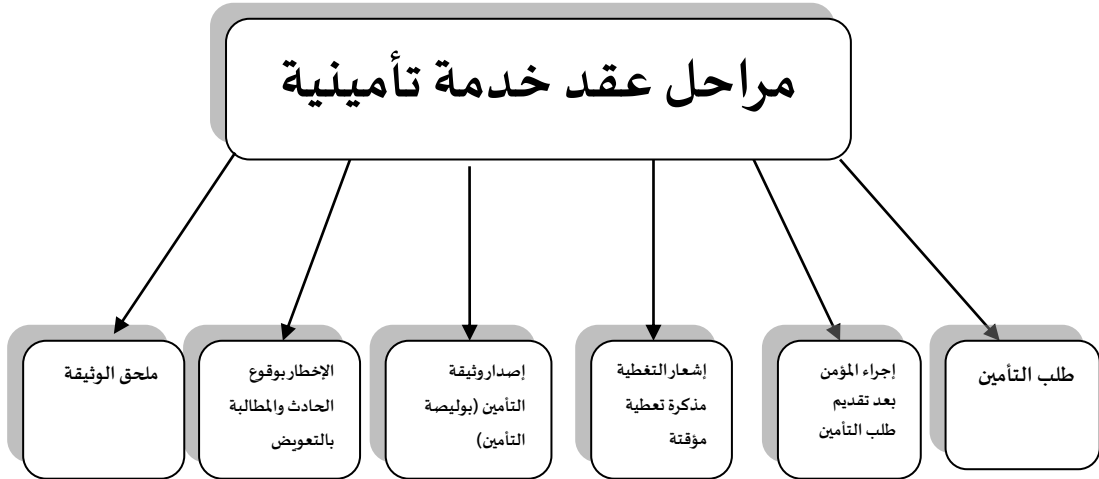 مراحل عقد خدمة تأمينية
طلب التأمين
إجراء المؤمن
بعد تقديم
طلب التأمين
إشعار التغطية
مذكرة تعطية
مؤقتة
إصدار وثيقة
التأمين (بوليصة
التأمين)
الإخطار بوقوع
الحادث والمطالبة
بالتعويض
ملحق الوثيقة